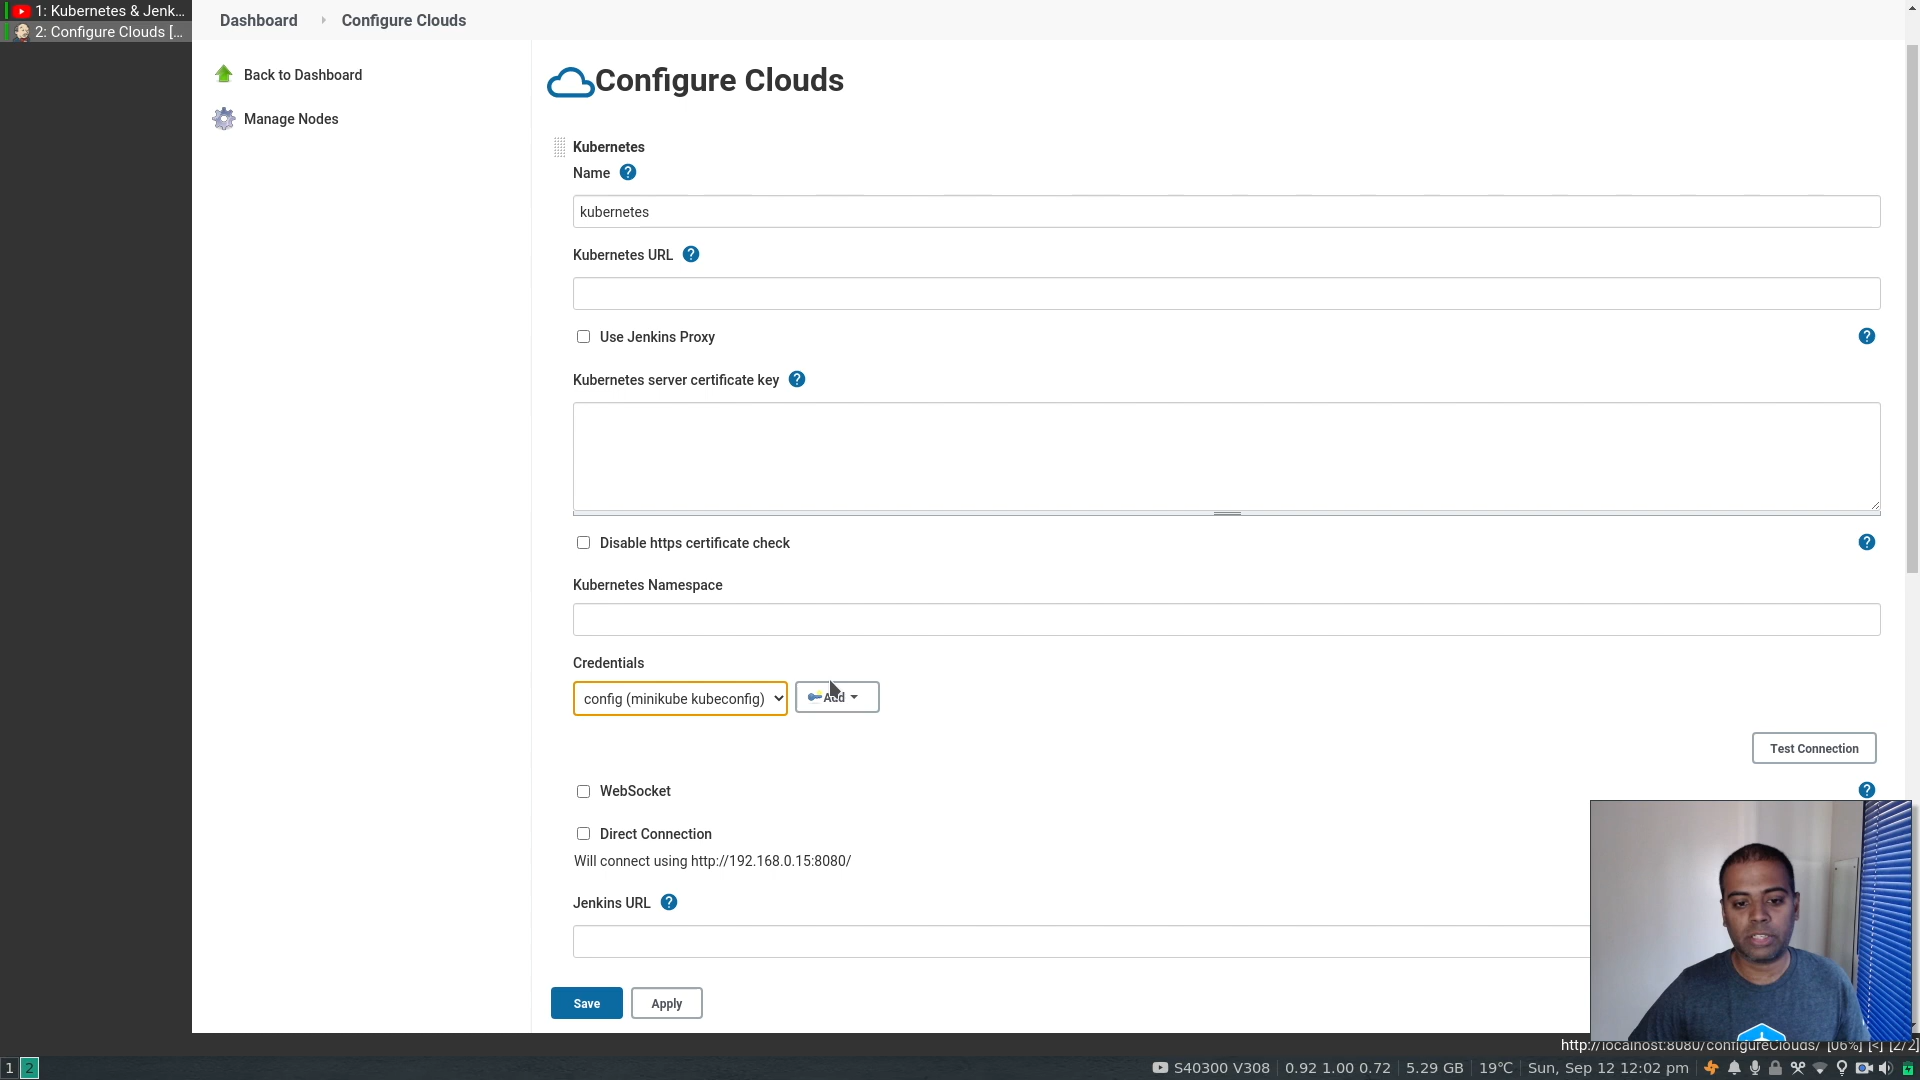 1: Kubernetes & Jenk...
2: Configure Clouds [...
Dashboard
Configure Clouds
Back to Dashboard
Manage Nodes
Configure Clouds
Kubernetes
Name ?
kubernetes
Kubernetes URL ?
Use Jenkins Proxy ?
Kubernetes server certificate key ?
Disable https certificate check ?
Kubernetes Namespace
Credentials
config (minikube kubeconfig) Add
Test Connection
WebSocket ?
Direct Connection
Will connect using http://192.168.0.15:8080/
Jenkins URL ?
Save Apply
http://localhost:8080/configureClouds/ [06%] [<] [2/2]
1 2 S40300 V308 0.92 1.00 0.72 5.29 GB 19°C Sun, Sep 12 12:02 pm